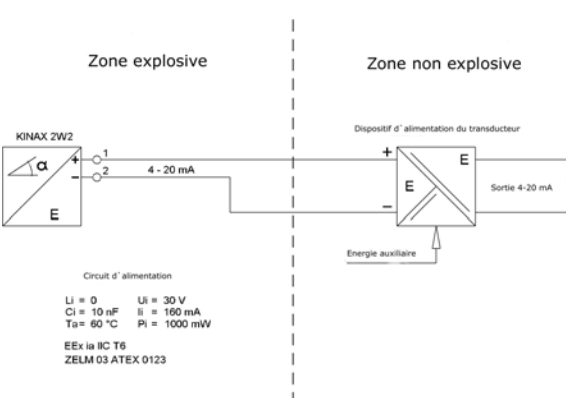 Zone explosive
Zone non explosive
KINAX 2W2
Dispositif d`alimentation du transducteur
α
E
+ 1
- 2
4 - 20 mA
+
-
E
E
Sortie 4-20 mA
Energie auxiliaire
Circuit d`alimentation
Li = 0 Ui = 30 V
Ci = 10 nF Ii = 160 mA
Ta= 60 °C Pi = 1000 mW
EEx ia IIC T6
ZELM 03 ATEX 0123